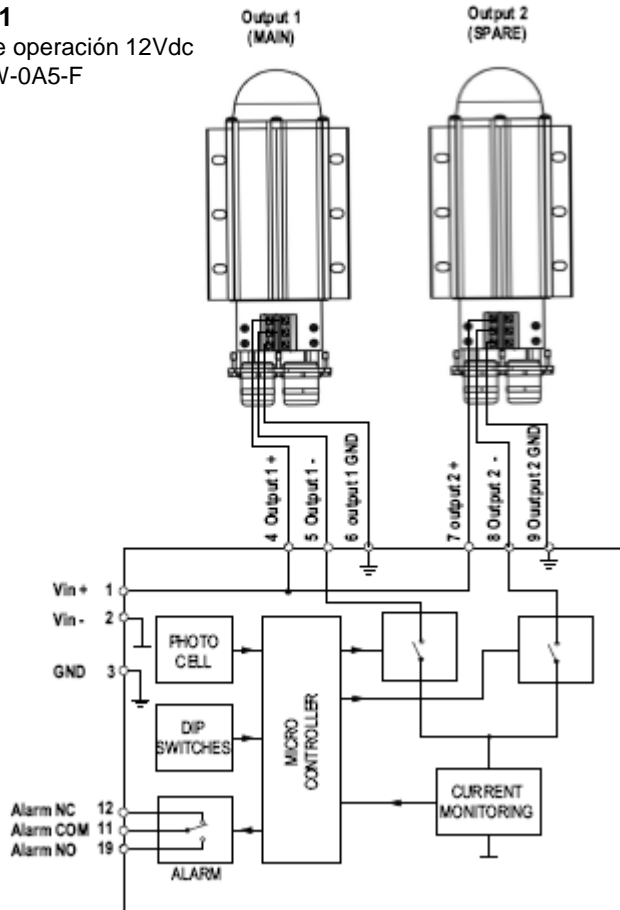 1
e operación 12Vdc
W-0A5-F
Output 1
(MAIN)
Output 2
(SPARE)
4 Output 1 +
5 Output 1 -
6 output 1 GND
7 output 2 +
8 Output 2 -
9 Ouutput 2 GND
Vin + 1
Vin - 2
GND 3
PHOTO
CELL
DIP
SWITCHES
MICRO
CONTROLLER
CURRENT
MONITORING
Alarm NC 12
Alarm COM 11
Alarm NO 19
ALARM